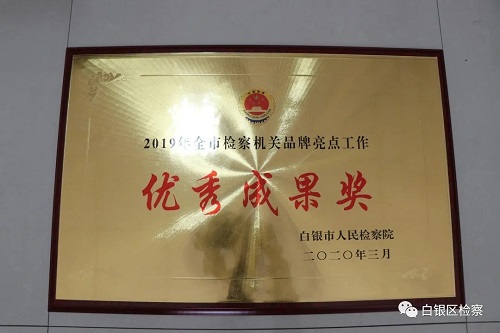 2019年全市检察机关品牌亮点工作
优秀成果奖
白银市人民检察院
二〇二〇年三月
白银区检察